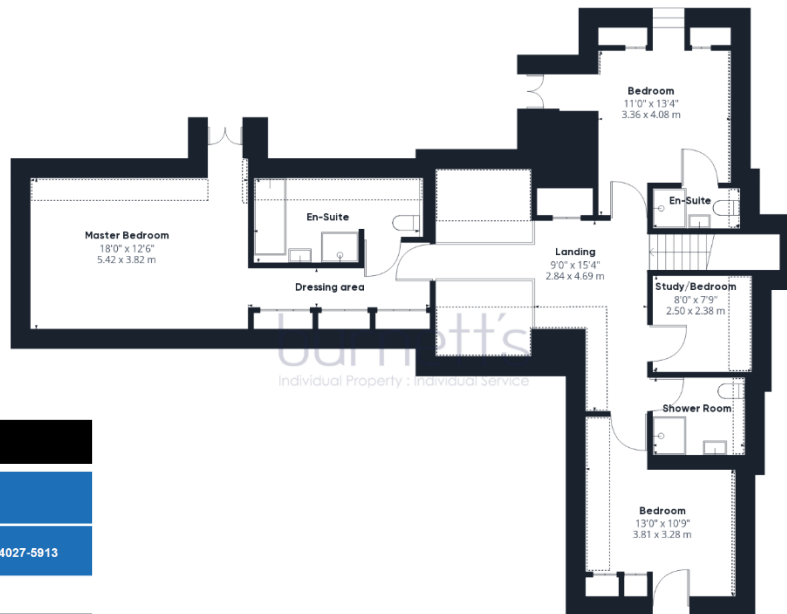 Bedroom
11'0" x 13'4"
3.36 x 4.08 m
En-Suite
En-Suite
Master Bedroom
18'0" x 12'6"
5.42 x 3.82 m
Landing
9'0" x 15'4"
2.84 x 4.69 m
Dressing area
Study/Bedroom
8'0" x 7'9"
2.50 x 2.38 m
burnett's
Individual Property : Individual Service
Shower Room
Bedroom
13'0" x 10'9"
3.81 x 3.28 m
4027-5913